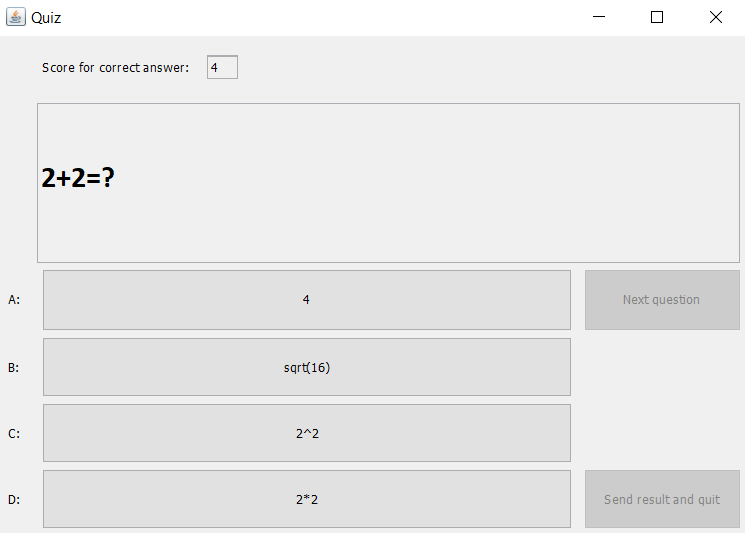 Quiz
Score for correct answer: 4
2+2=?
A: 4 Next question
B: sqrt(16)
C: 2^2
D: 2*2 Send result and quit